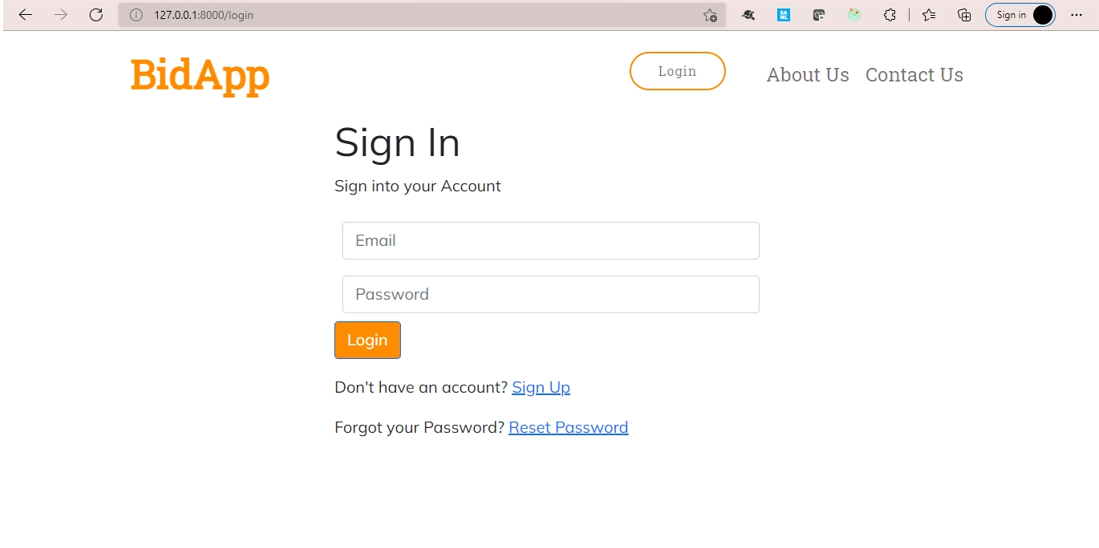 127.0.0.1:8000/login
Sign in
BidApp
Login
About Us
Contact Us
Sign In
Sign into your Account
Email
Password
Login
Don't have an account? Sign Up
Forgot your Password? Reset Password